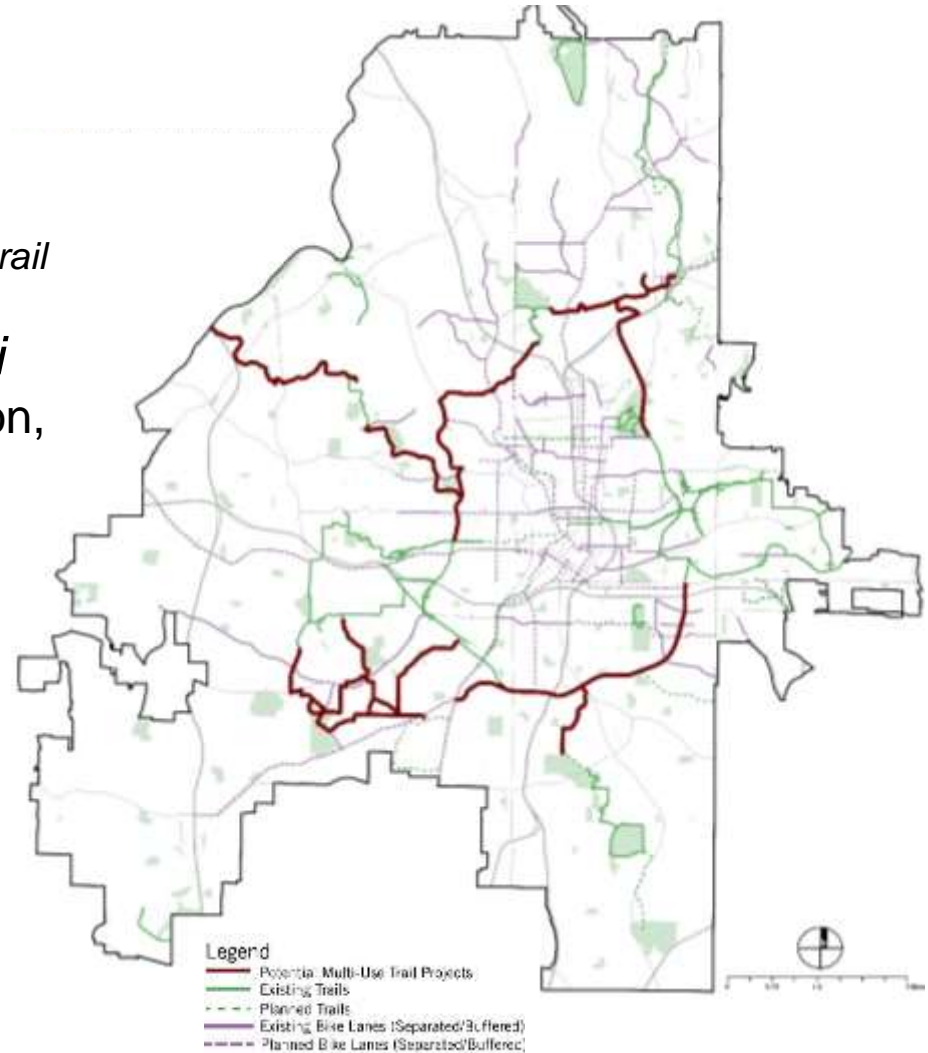 rail
i
on,
Legend
Potential Multi-Use Trail Projects
Existing Trails
Planned Trails
Existing Bike Lanes (Separated/Buffered)
Planned Bike Lanes (Separated/Buffered)
0